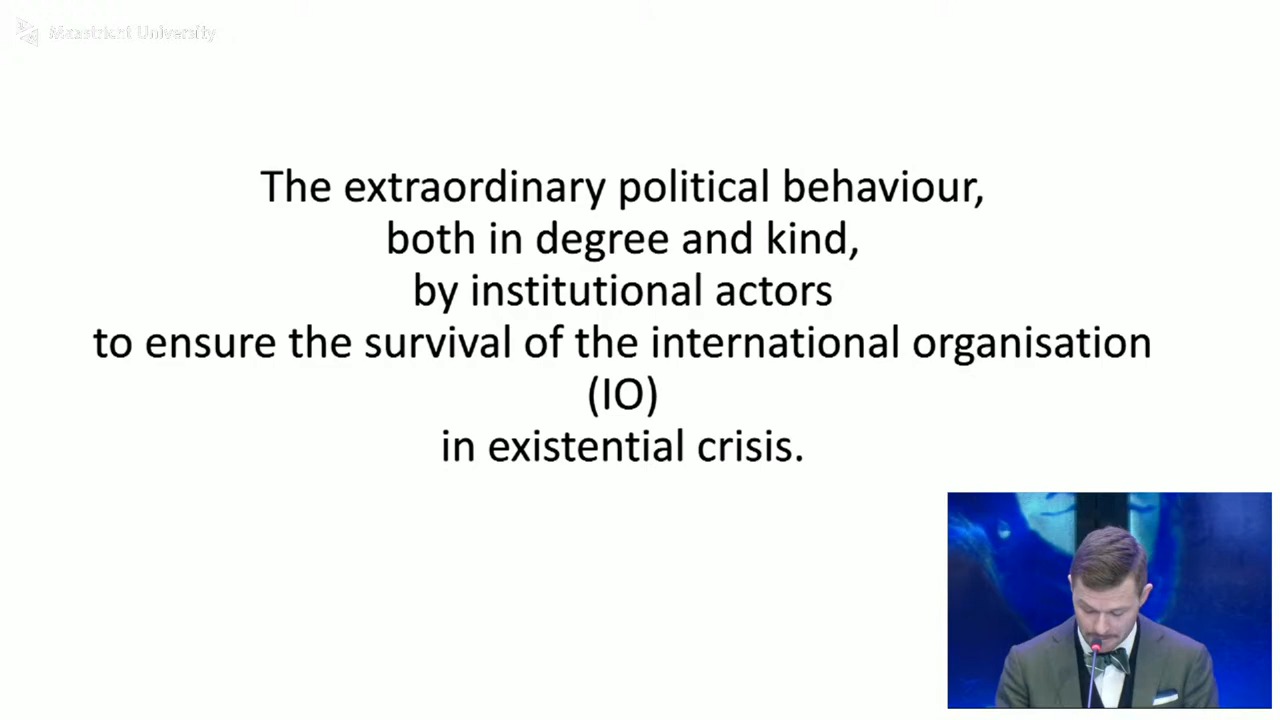 Maastricht University
The extraordinary political behaviour,
both in degree and kind,
by institutional actors
to ensure the survival of the international organisation
(IO)
in existential crisis.